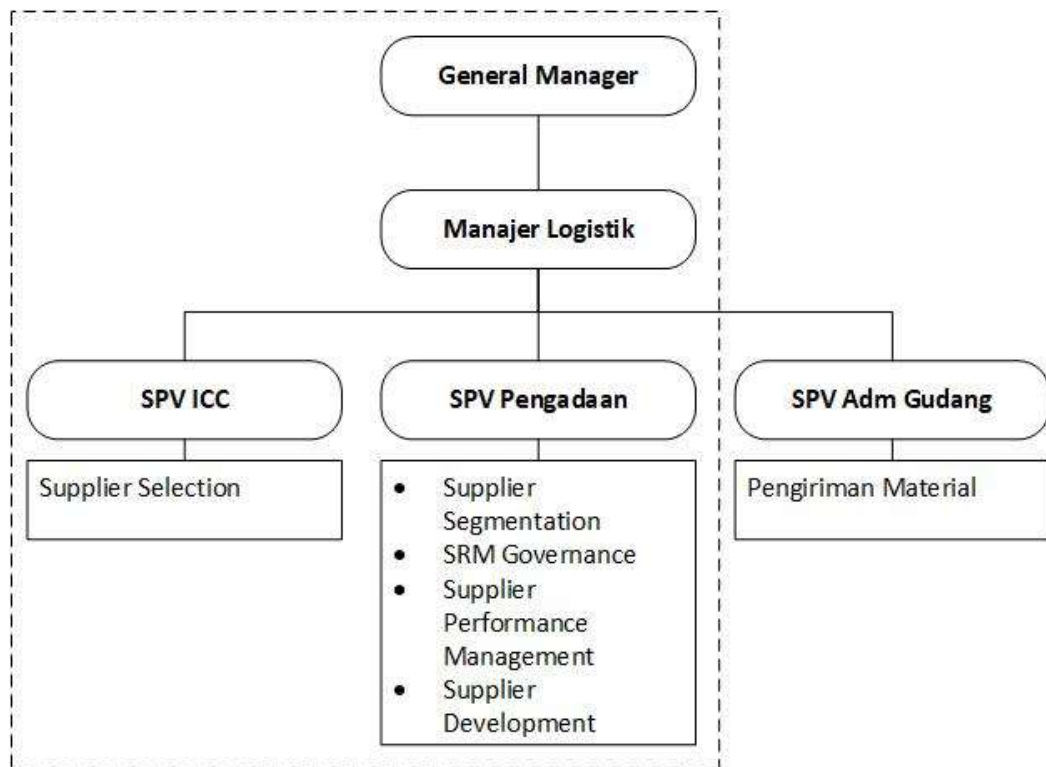 General Manager
Manajer Logistik
SPV ICC
SPV Pengadaan
SPV Adm Gudang
Supplier Selection
• Supplier
Segmentation
• SRM Governance
• Supplier
Performance
Management
• Supplier
Development
Pengiriman Material